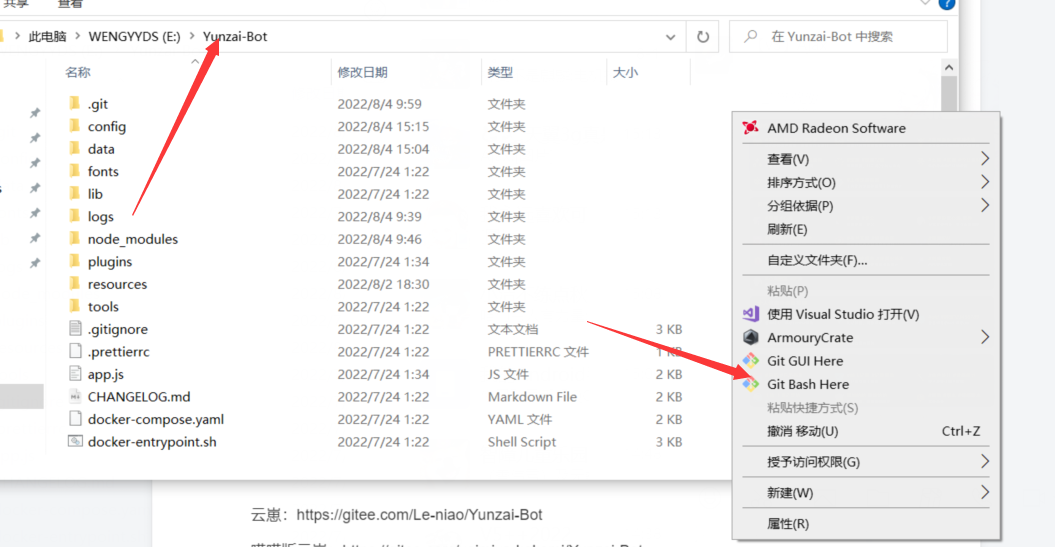 共享 查看
此电脑 > WENGYYDS (E:) > Yunzai-Bot
在 Yunzai-Bot 中搜索
名称 修改日期 类型 大小
.git 2022/8/4 9:59 文件夹
config 2022/8/4 15:15 文件夹
data 2022/8/4 15:04 文件夹
fonts 2022/7/24 1:22 文件夹
lib 2022/7/24 1:22 文件夹
logs 2022/8/4 9:39 文件夹
node_modules 2022/8/4 9:46 文件夹
plugins 2022/7/24 1:34 文件夹
resources 2022/8/2 18:30 文件夹
tools 2022/7/24 1:22 文件夹
.gitignore 2022/7/24 1:22 文本文档 3 KB
.prettierrc 2022/7/24 1:22 PRETTIERRC 文件 1 KB
app.js 2022/7/24 1:34 JS 文件 2 KB
CHANGELOG.md 2022/7/24 1:22 Markdown File 2 KB
docker-compose.yaml 2022/7/24 1:22 YAML 文件 2 KB
docker-entrypoint.sh 2022/7/24 1:22 Shell Script 3 KB
AMD Radeon Software
查看(V)
排序方式(O)
分组依据(P)
刷新(E)
自定义文件夹(F)...
粘贴(P)
使用 Visual Studio 打开(V)
ArmouryCrate
Git GUI Here
Git Bash Here
粘贴快捷方式(S)
撤消 移动(U) Ctrl+Z
授予访问权限(G)
新建(W)
属性(R)
云崽：https://gitee.com/Le-niao/Yunzai-Bot